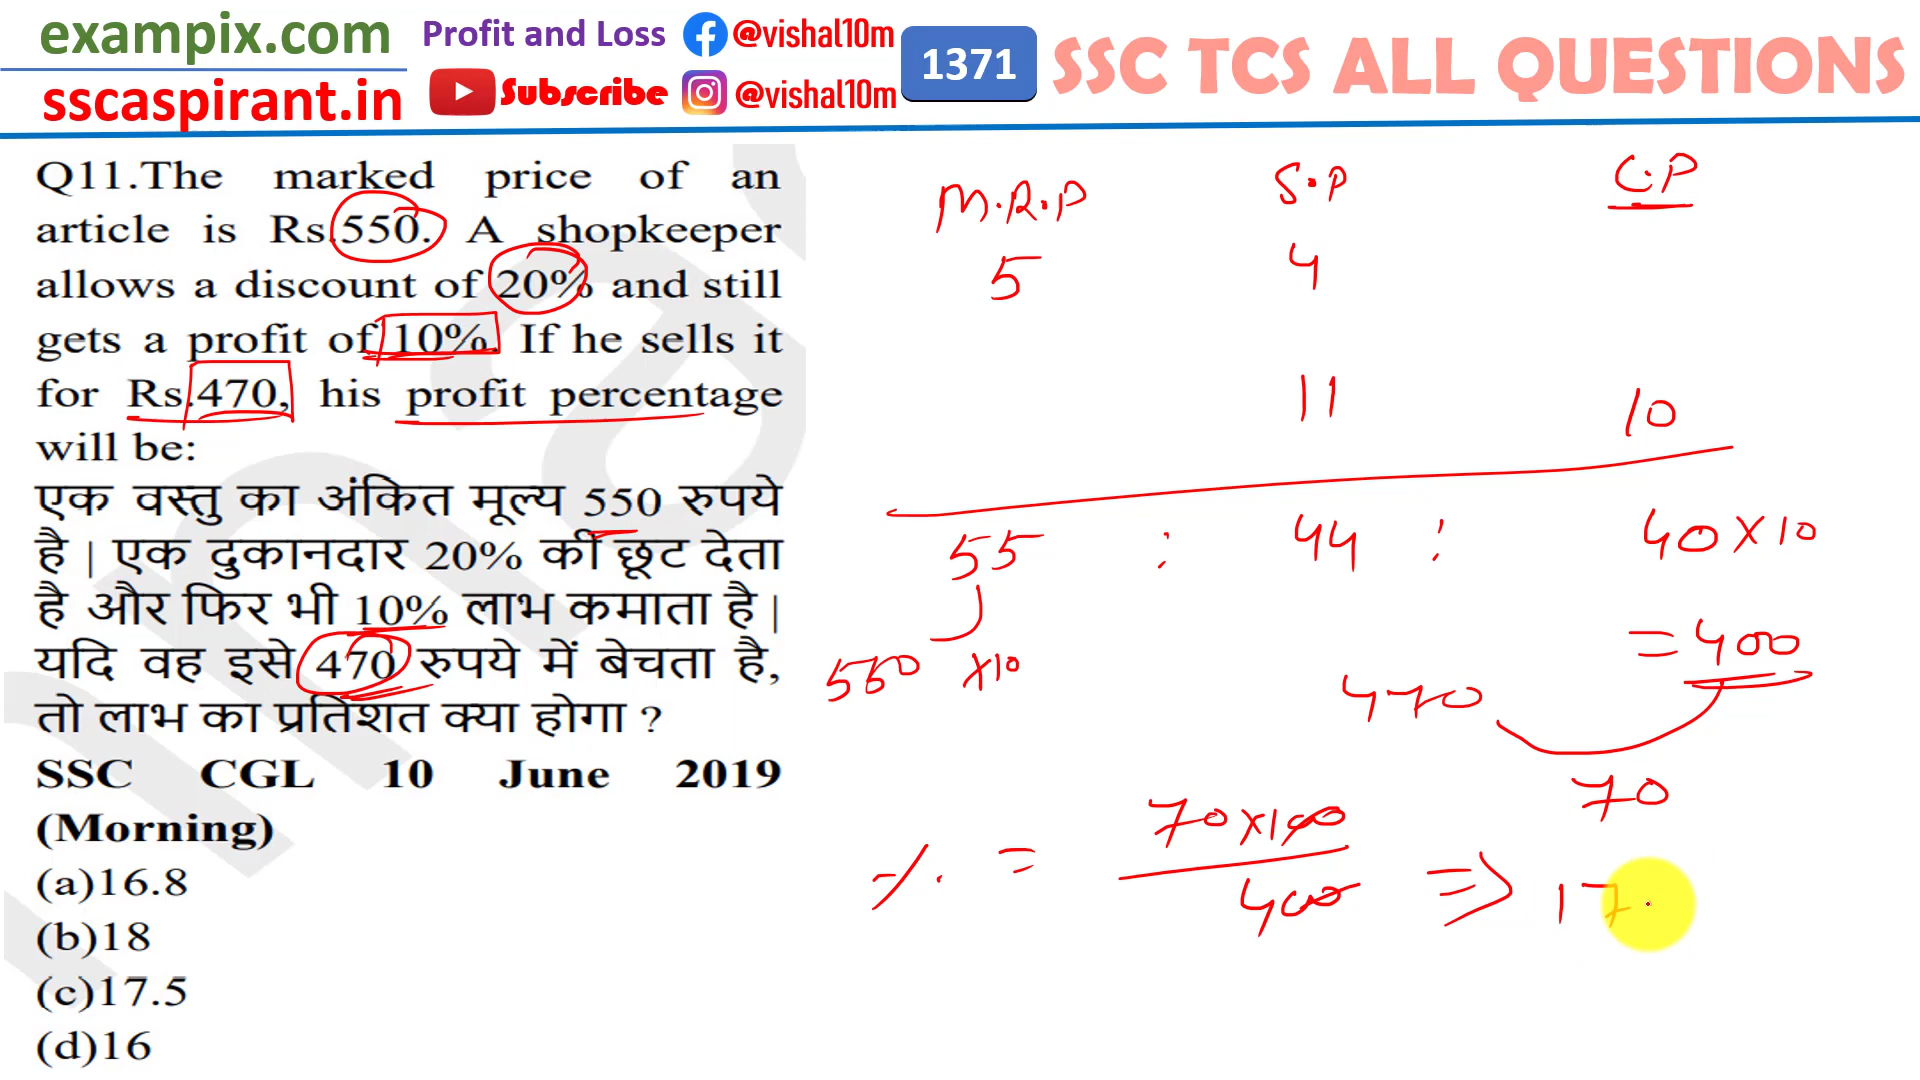 exampix.com Profit and Loss @vishal10m 1371 SSC TCS ALL QUESTIONS
sscaspirant.in Subscribe @vishal10m
Q11.The marked price of an
article is Rs.550. A shopkeeper
allows a discount of 20% and still
gets a profit of 10%. If he sells it
for Rs.470, his profit percentage
will be:
एक वस्तु का अंकित मूल्य 550 रुपये
है | एक दुकानदार 20% की छूट देता
है और फिर भी 10% लाभ कमाता है |
यदि वह इसे 470 रुपये में बेचता है,
तो लाभ का प्रतिशत क्या होगा ?
SSC CGL 10 June 2019
(Morning)
(a)16.8
(b)18
(c)17.5
(d)16
M.R.P S.P C.P
5 4
11 10
55 : 44 : 40×10
= 400
550 ×10 470
70
% = 70×100
400 ⇒ 17.